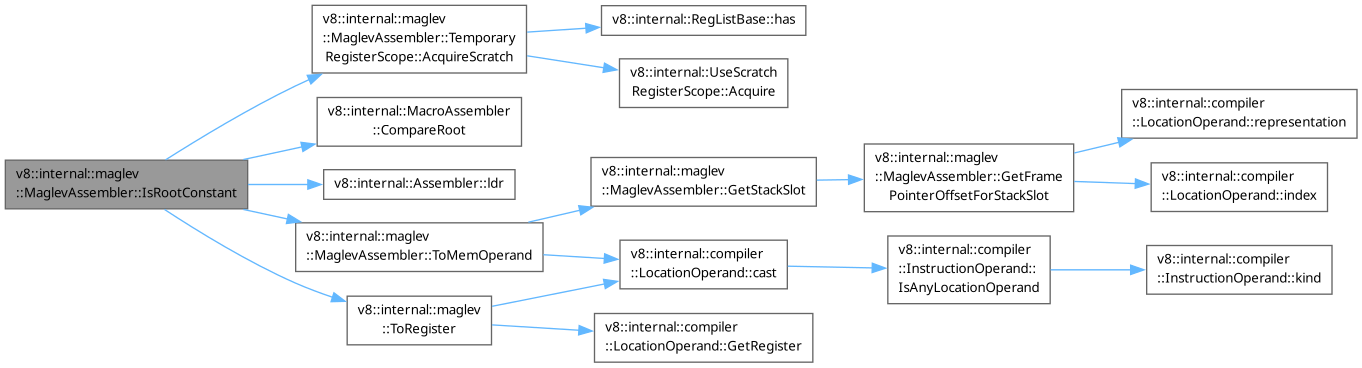 v8::internal::maglev
::MaglevAssembler::IsRootConstant
v8::internal::maglev
::MaglevAssembler::Temporary
RegisterScope::AcquireScratch
v8::internal::RegListBase::has
v8::internal::UseScratch
RegisterScope::Acquire
v8::internal::MacroAssembler
::CompareRoot
v8::internal::Assembler::ldr
v8::internal::maglev
::MaglevAssembler::ToMemOperand
v8::internal::maglev
::MaglevAssembler::GetStackSlot
v8::internal::maglev
::MaglevAssembler::GetFrame
PointerOffsetForStackSlot
v8::internal::compiler
::LocationOperand::representation
v8::internal::compiler
::LocationOperand::index
v8::internal::compiler
::LocationOperand::cast
v8::internal::compiler
::InstructionOperand::
IsAnyLocationOperand
v8::internal::compiler
::InstructionOperand::kind
v8::internal::maglev
::ToRegister
v8::internal::compiler
::LocationOperand::GetRegister